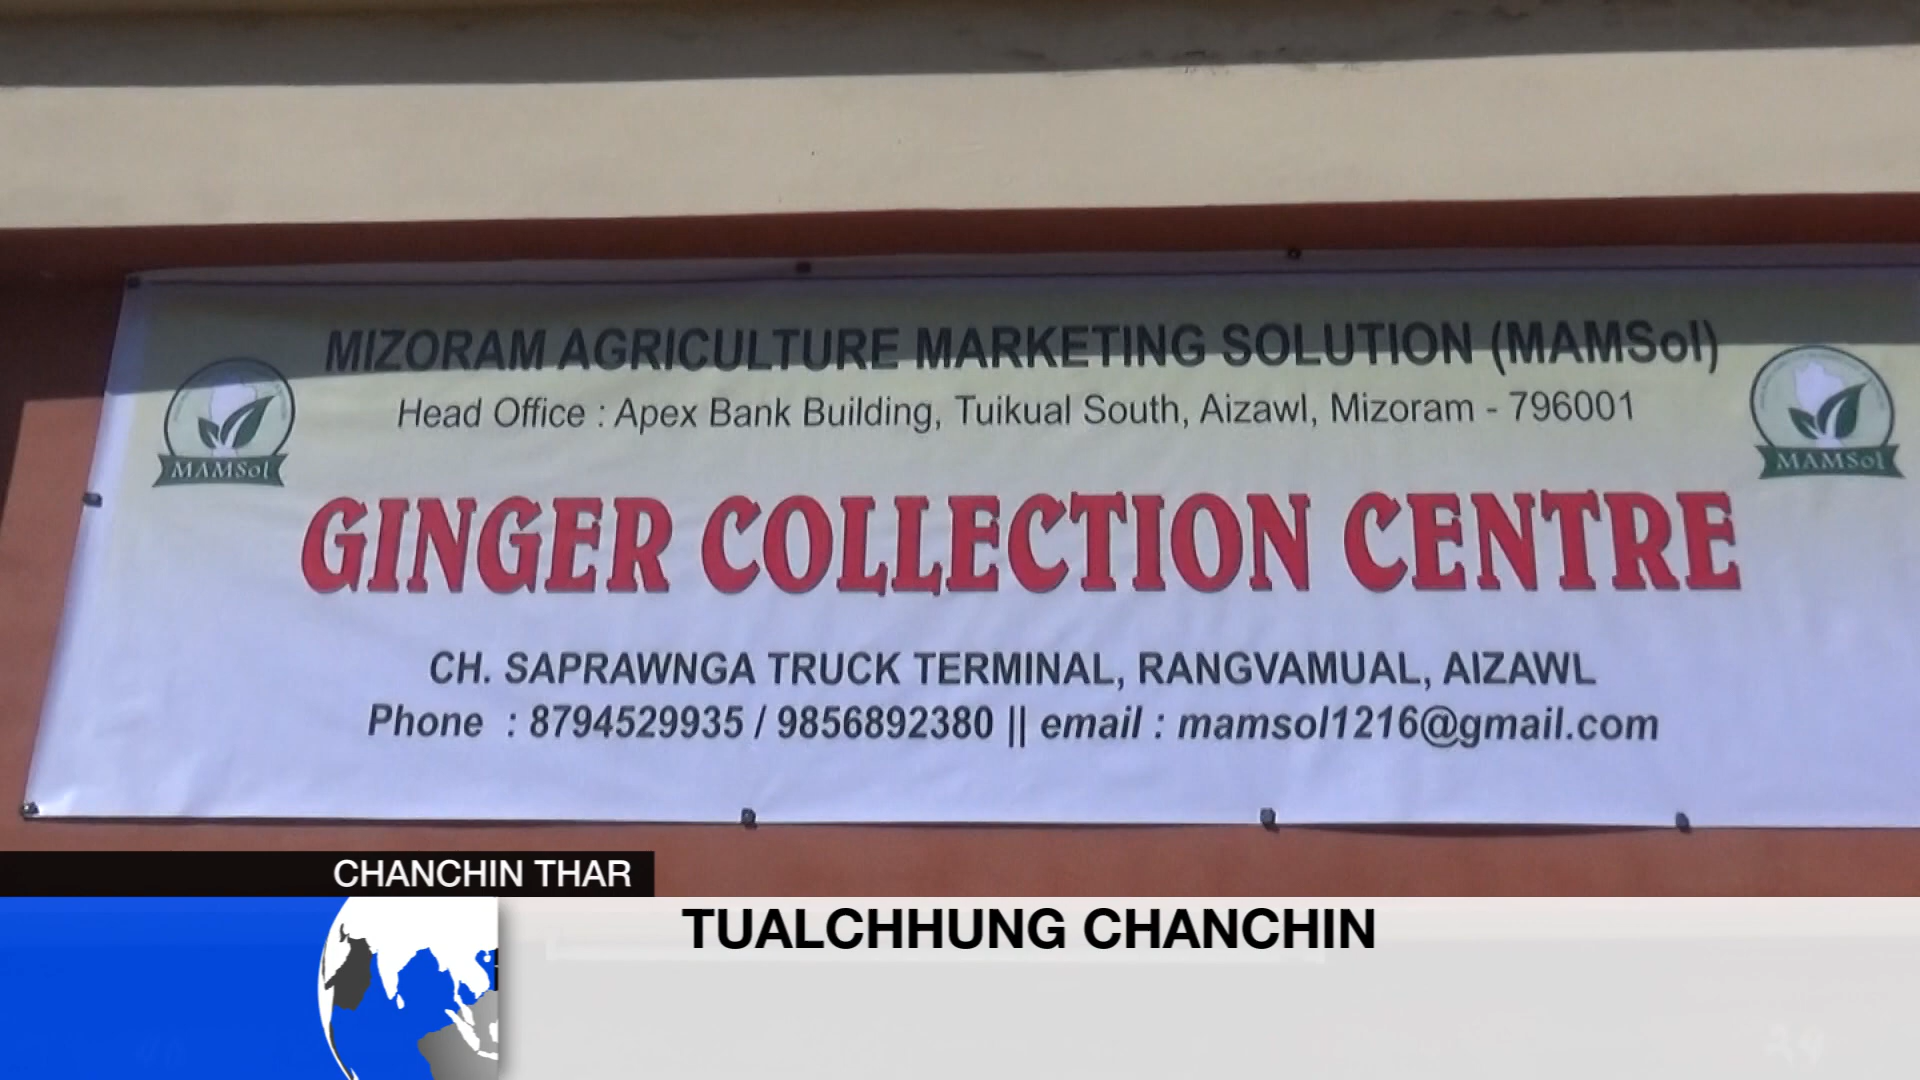 MIZORAM AGRICULTURE MARKETING SOLUTION (MAMSol)
Head Office : Apex Bank Building, Tuikual South, Aizawl, Mizoram - 796001
MAMSol
MAMSol
GINGER COLLECTION CENTRE
CH. SAPRAWNGA TRUCK TERMINAL, RANGVAMUAL, AIZAWL
Phone : 8794529935 / 9856892380 || email : mamsol1216@gmail.com
CHANCHIN THAR
TUALCHHUNG CHANCHIN